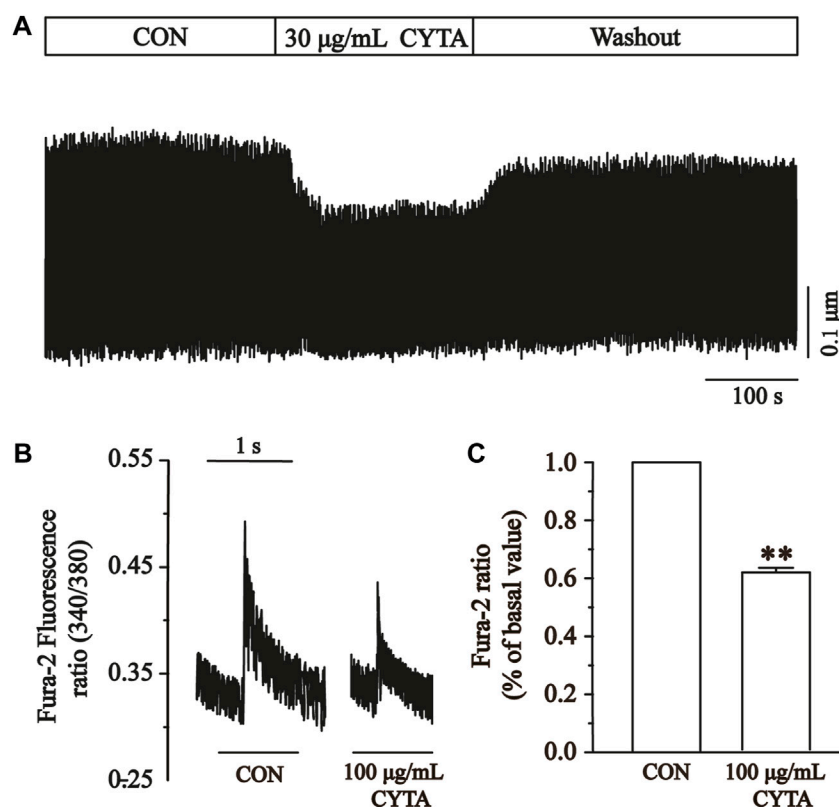 A
CON
30 μg/mL CYTA
Washout
0.1 μm
100 s
B
Fura-2 Fluorescence
ratio (340/380)
0.55
0.45
0.35
0.25
1 s
CON
100 μg/mL
CYTA
C
Fura-2 ratio
(% of basal value)
1.0
0.8
0.6
0.4
0.2
0.0
**
CON
100 μg/mL
CYTA